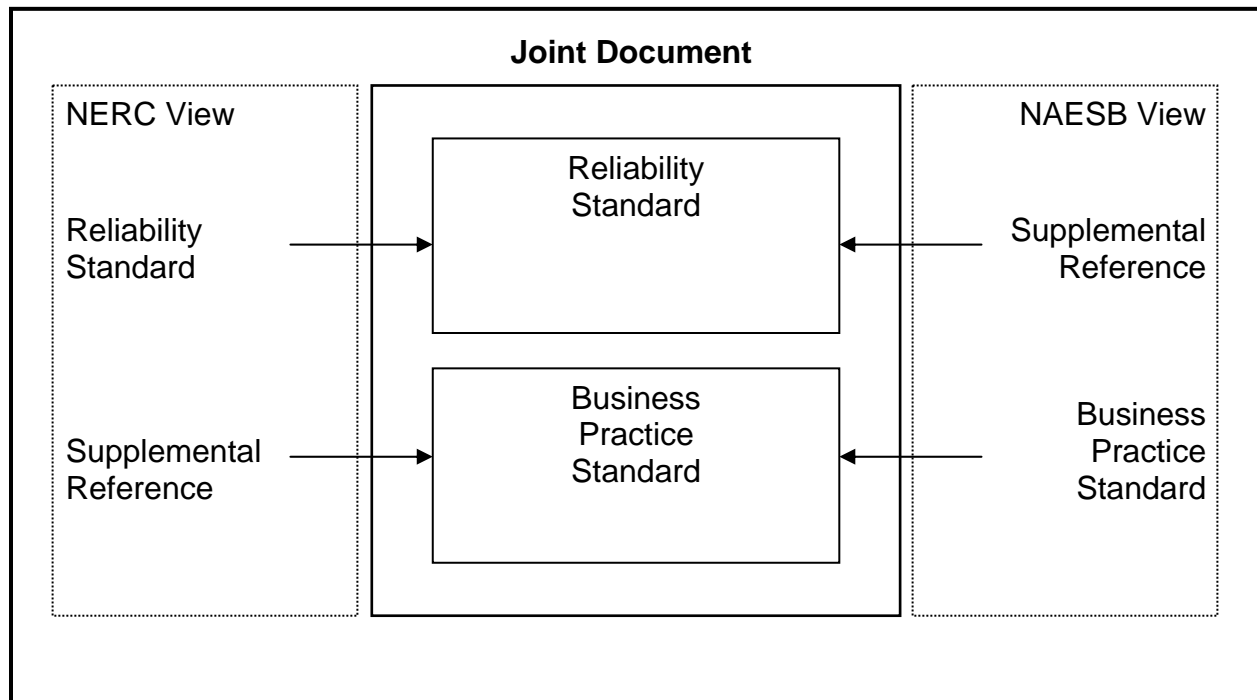 Joint Document
NERC View
Reliability
Standard
Supplemental
Reference
Reliability
Standard
Business
Practice
Standard
NAESB View
Supplemental
Reference
Business
Practice
Standard